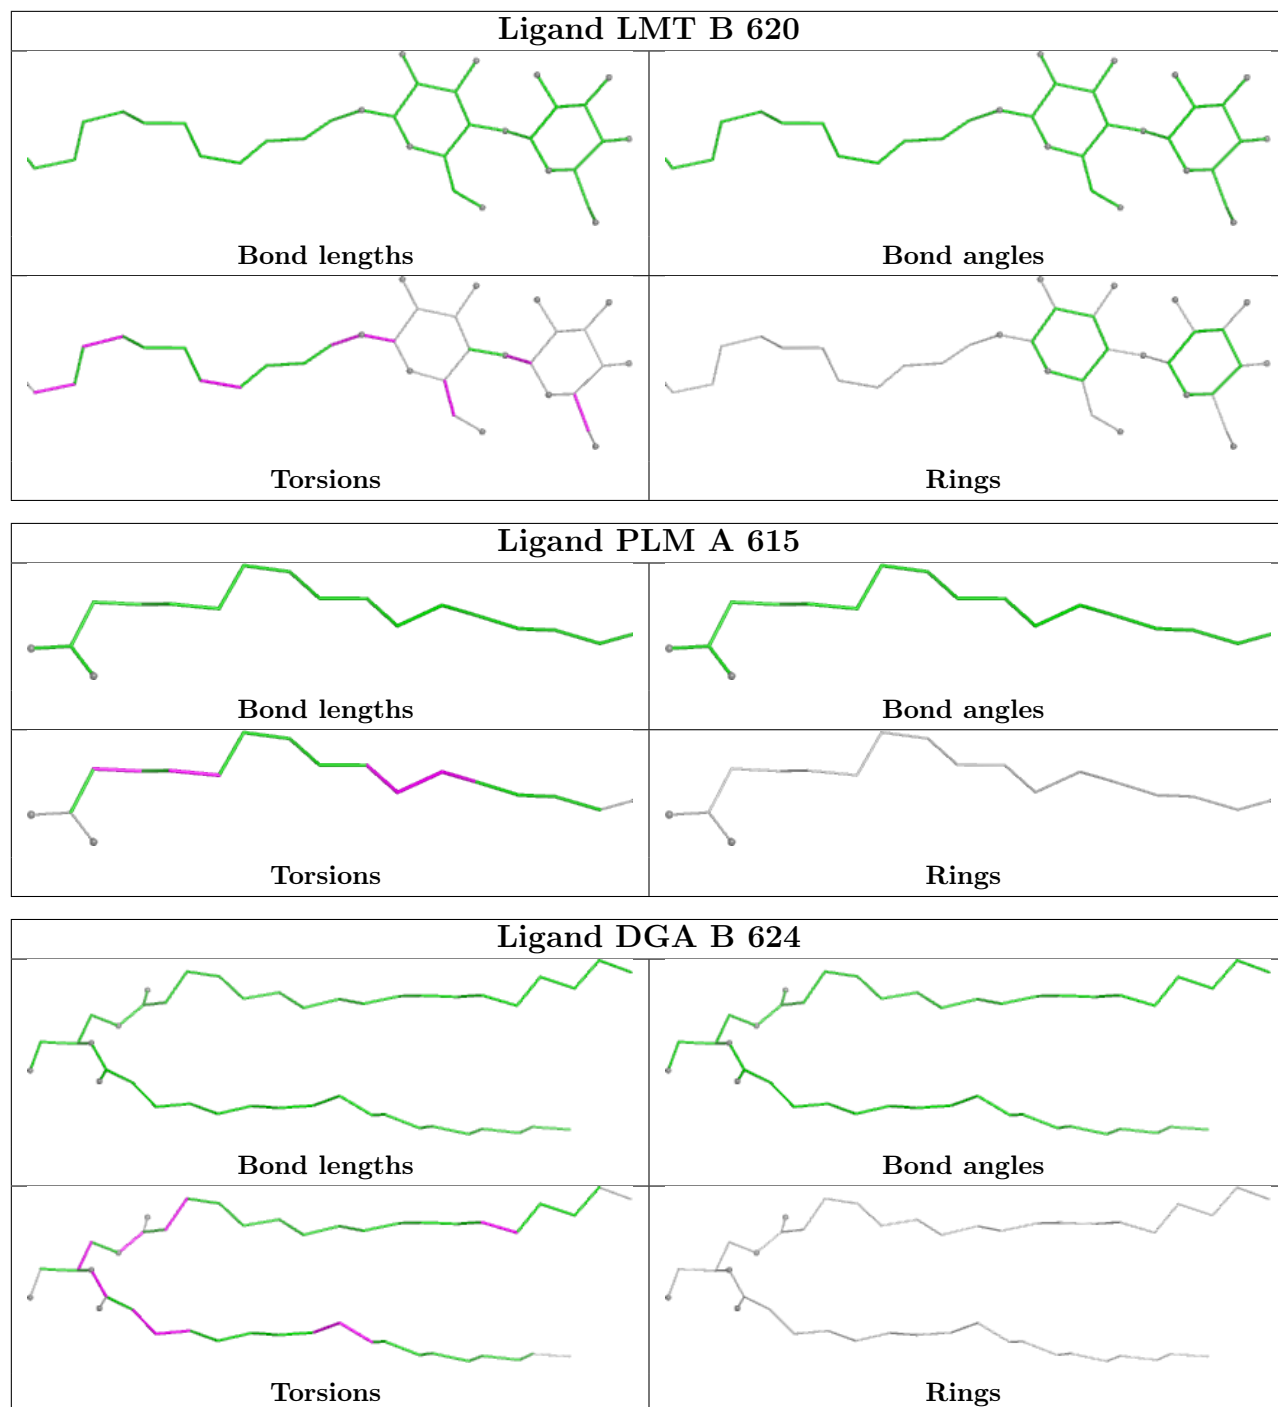 Ligand LMT B 620
Bond lengths
Bond angles
Torsions
Rings
Ligand PLM A 615
Bond lengths
Bond angles
Torsions
Rings
Ligand DGA B 624
Bond lengths
Bond angles
Torsions
Rings